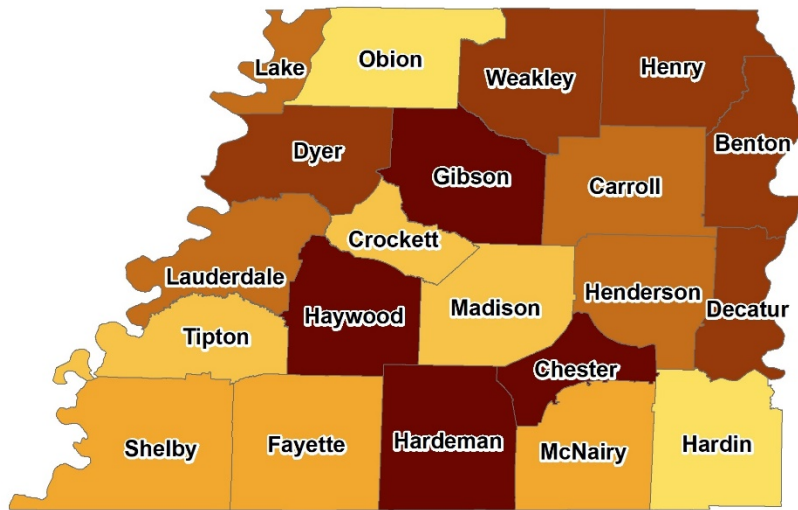 Lake
Obion
Weakley
Henry
Benton
Dyer
Gibson
Carroll
Crockett
Lauderdale
Haywood
Madison
Henderson
Decatur
Tipton
Chester
Shelby
Fayette
Hardeman
McNairy
Hardin